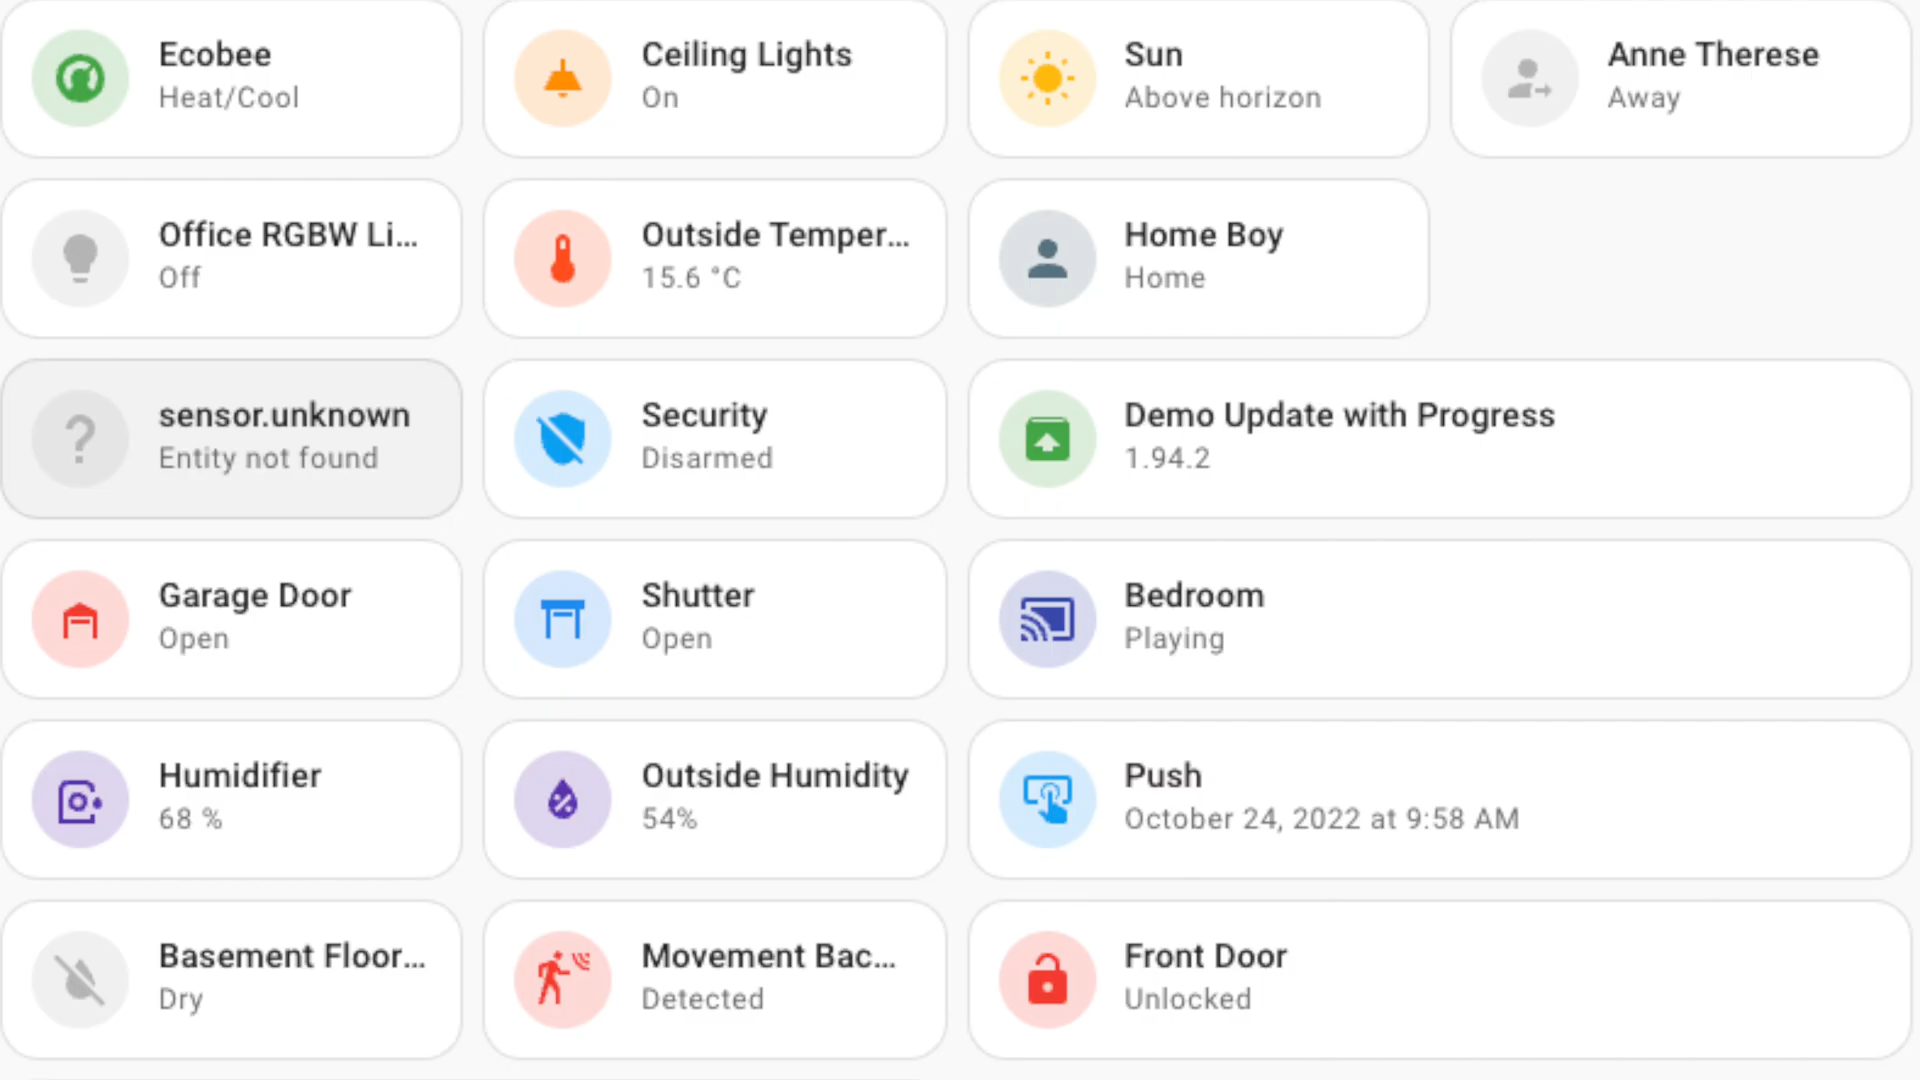 Ecobee
Heat/Cool
Ceiling Lights
On
Sun
Above horizon
Anne Therese
Away
Office RGBW Li...
Off
Outside Temper...
15.6 °C
Home Boy
Home
sensor.unknown
Entity not found
Security
Disarmed
Demo Update with Progress
1.94.2
Garage Door
Open
Shutter
Open
Bedroom
Playing
Humidifier
68 %
Outside Humidity
54%
Push
October 24, 2022 at 9:58 AM
Basement Floor...
Dry
Movement Bac...
Detected
Front Door
Unlocked